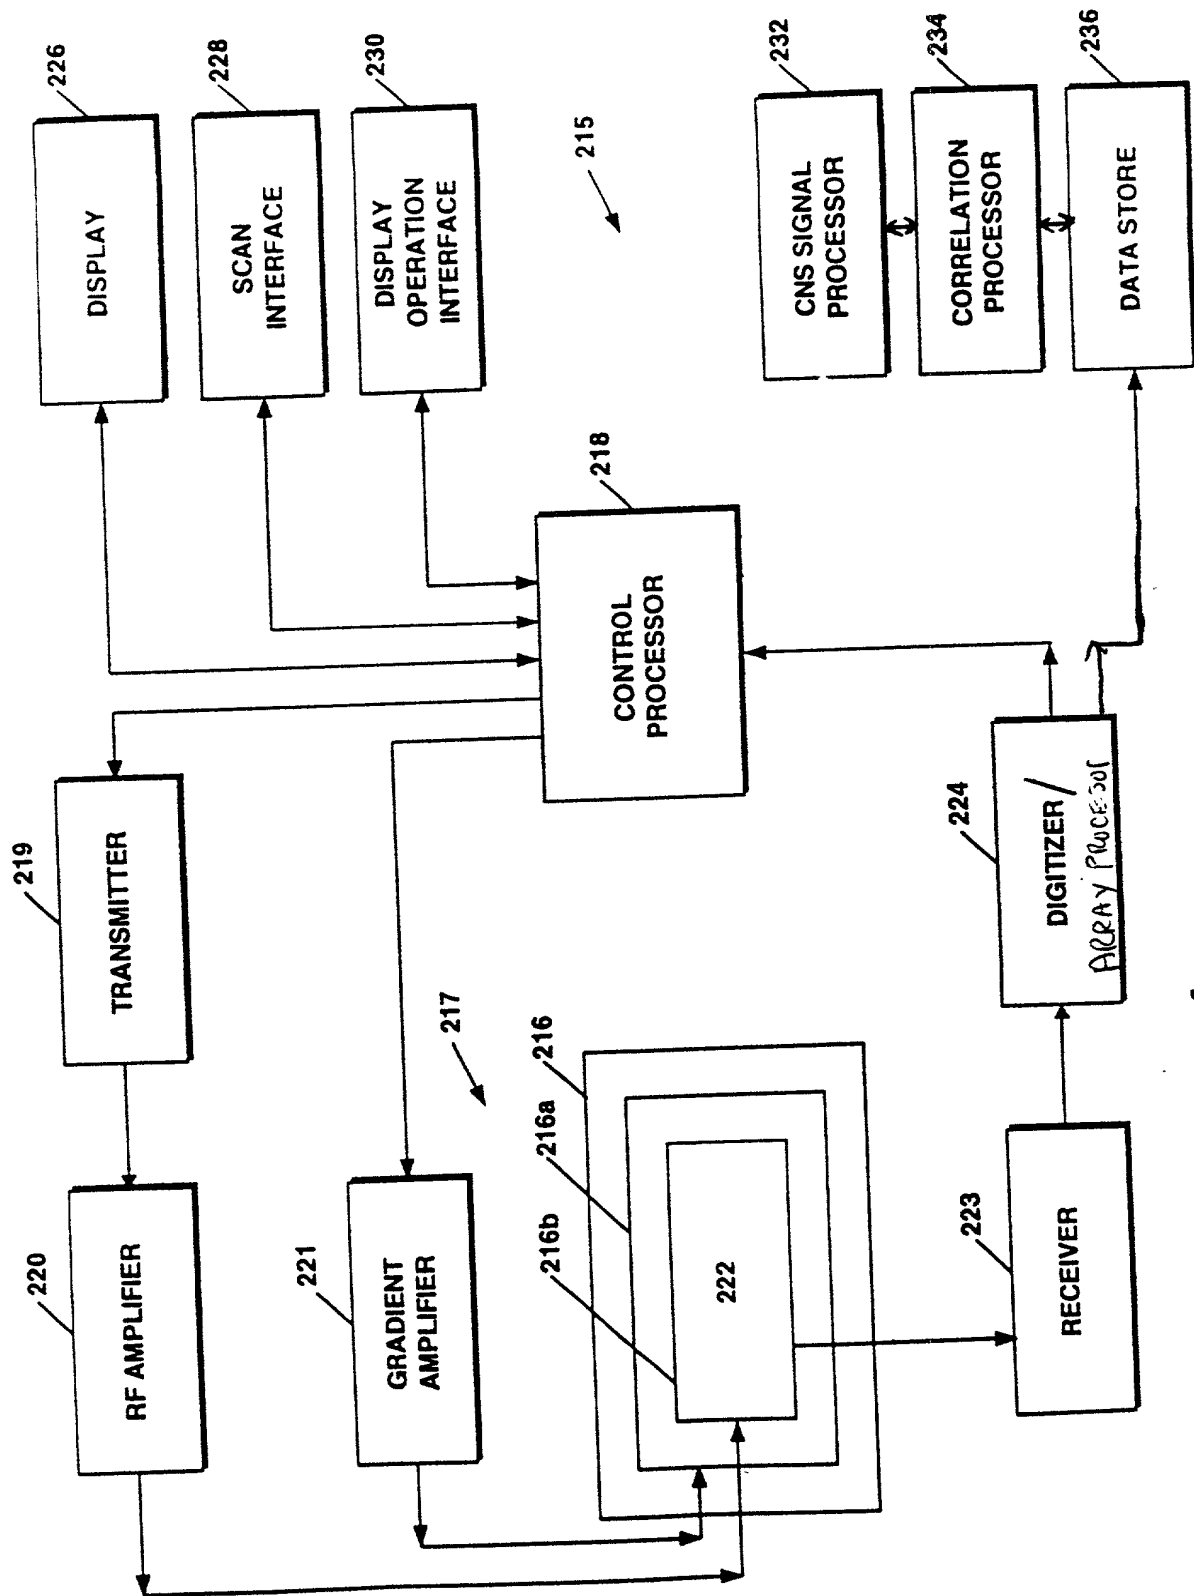 226
DISPLAY
228
SCAN
INTERFACE
230
DISPLAY
OPERATION
INTERFACE
215
232
CNS SIGNAL
PROCESSOR
234
CORRELATION
PROCESSOR
236
DATA STORE
218
CONTROL
PROCESSOR
219
TRANSMITTER
220
RF AMPLIFIER
221
GRADIENT
AMPLIFIER
217
216
216a
216b
222
223
RECEIVER
224
DIGITIZER /
ARRAY PROCESSOR